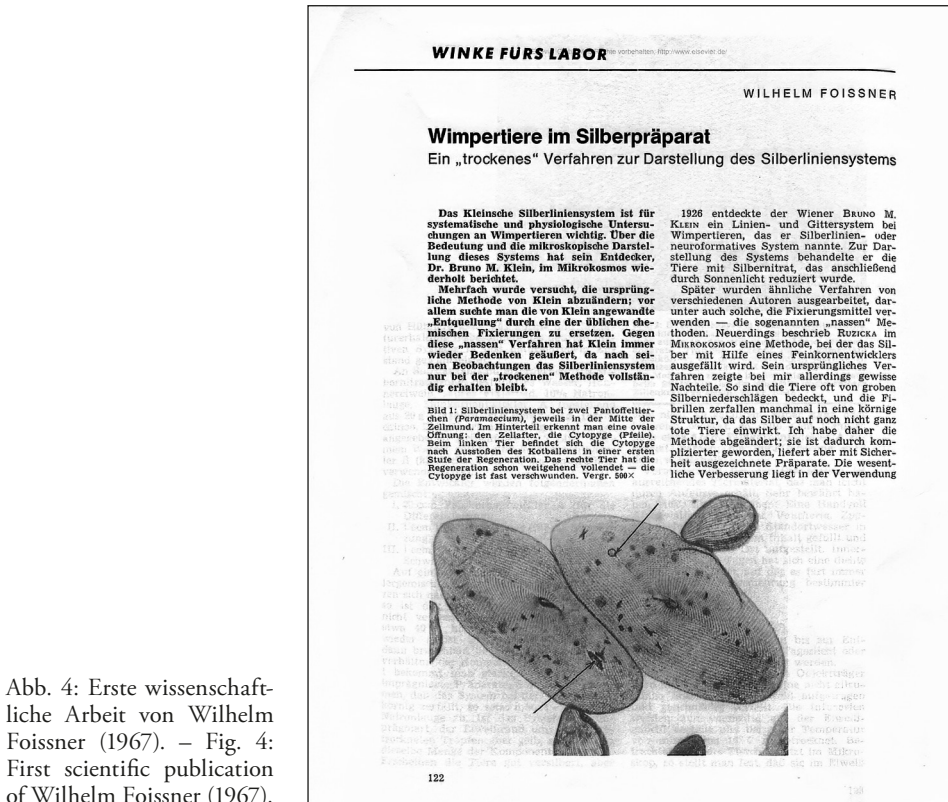 WINKE FÜRS LABOR
vorbehalten; http://www.elsevier.de/
WILHELM FOISSNER
Wimpertiere im Silberpräparat
Ein „trockenes“ Verfahren zur Darstellung des Silberliniensystems
Das Kleinsche Silberliniensystem ist für
systematische und physiologische Untersu-
chungen an Wimpertieren wichtig. Über die
Bedeutung und die mikroskopische Darstel-
lung dieses Systems hat sein Entdecker,
Dr. Bruno M. Klein, im Mikrokosmos wie-
derholt berichtet.
Mehrfach wurde versucht, die ursprüng-
liche Methode von Klein abzuändern; vor
allem suchte man die von Klein angewandte
„Entquellung“ durch eine der üblichen che-
mischen Fixierungen zu ersetzen. Gegen
diese „nassen“ Verfahren hat Klein immer
wieder Bedenken geäußert, da nach sei-
nen Beobachtungen das Silberliniensystem
nur bei der „trockenen“ Methode vollstän-
dig erhalten bleibt.
Bild 1: Silberliniensystem bei zwei Pantoffeltier-
chen (Paramaecium), jeweils in der Mitte der
Zellmund. Im Hinterteil erkennt man eine ovale
Öffnung: den Zellafter, die Cytopyge (Pfeile).
Beim linken Tier befindet sich die Cytopyge
nach Ausstoßen des Kotballens in einer ersten
Stufe der Regeneration. Das rechte Tier hat die
Regeneration schon weitgehend vollendet — die
Cytopyge ist fast verschwunden. Vergr. 500×
1926 entdeckte der Wiener BRUNO M.
KLEIN ein Linien- und Gittersystem bei
Wimpertieren, das er Silberlinien- oder
neuroformatives System nannte. Zur Dar-
stellung des Systems behandelte er die
Tiere mit Silbernitrat, das anschließend
durch Sonnenlicht reduziert wurde.
Später wurden ähnliche Verfahren von
verschiedenen Autoren ausgearbeitet, dar-
unter auch solche, die Fixierungsmittel ver-
wenden — die sogenannten „nassen“ Me-
thoden. Neuerdings beschrieb RUZICKA im
MIKROKOSMOS eine Methode, bei der das Sil-
ber mit Hilfe eines Feinkornentwicklers
ausgefällt wird. Sein ursprüngliches Ver-
fahren zeigte bei mir allerdings gewisse
Nachteile. So sind die Tiere oft von groben
Silberniederschlägen bedeckt, und die Fi-
brillen zerfallen manchmal in eine körnige
Struktur, da das Silber auf noch nicht ganz
tote Tiere einwirkt. Ich habe daher die
Methode abgeändert; sie ist dadurch kom-
plizierter geworden, liefert aber mit Sicher-
heit ausgezeichnete Präparate. Die wesent-
liche Verbesserung liegt in der Verwendung
122
Abb. 4: Erste wissenschaft-
liche Arbeit von Wilhelm
Foissner (1967). – Fig. 4:
First scientific publication
of Wilhelm Foissner (1967).